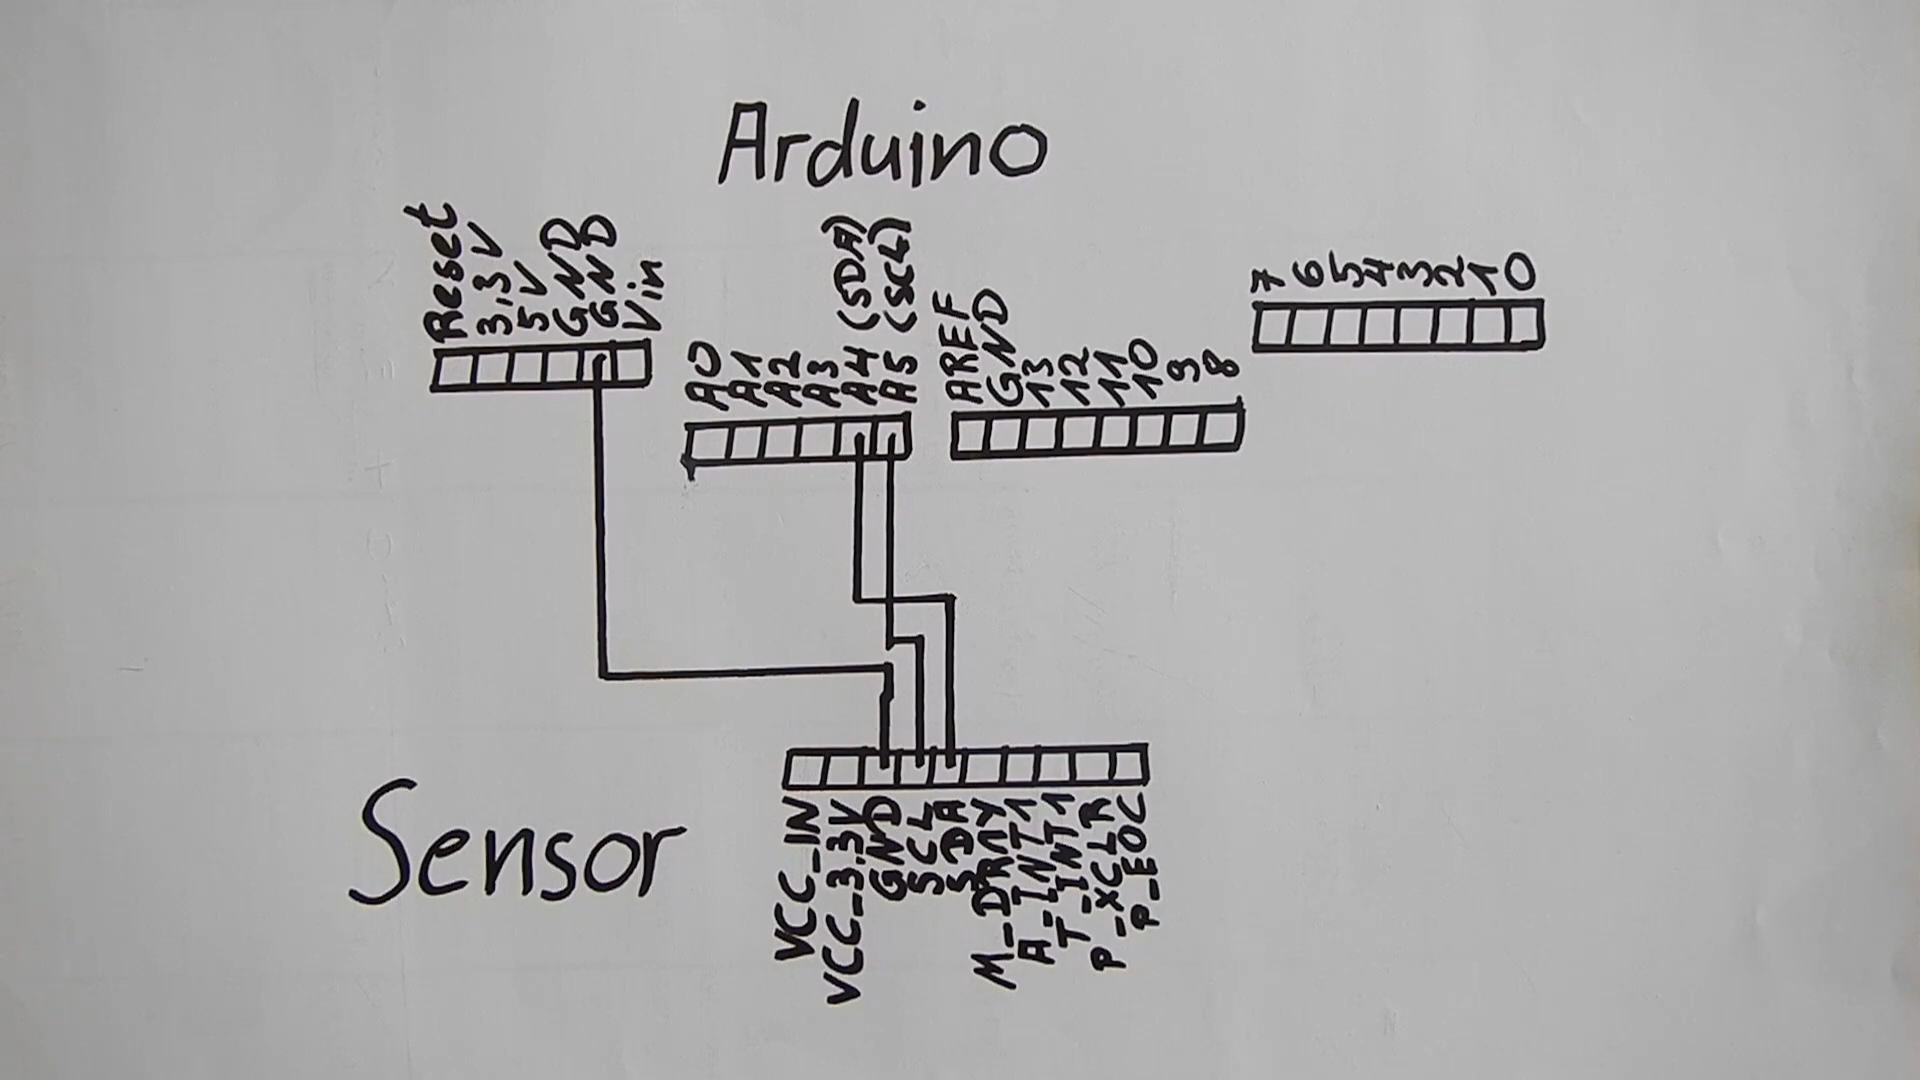 Arduino
Reset
3,3V
5V
GND
GND
Vin
A0
A1
A2
A3
A4 (SDA)
A5 (SCL)
AREF
GND
13
12
11
10
9
8
7
6
5
4
3
2
1
0
Sensor
VCC_IN
VCC_3.3V
GND
SCL
SDA
M_DRAY
A_INT1
T_INT1
P_XCLR
P_EOC